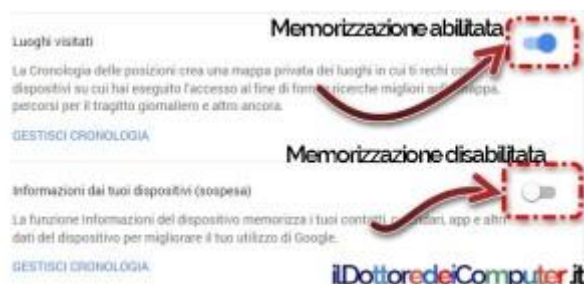 Memorizzazione abilitata
Luoghi visitati
La Cronologia delle posizioni crea una mappa privata dei luoghi in cui ti rechi con
dispositivi su cui hai eseguito l'accesso al fine di ricerche migliori mappa,
percorsi per il tragitto giornaliero e altro ancora.
GESTISCI CRONOLOGIA
Memorizzazione disabilitata
Informazioni dai tuoi dispositivi (sospesa)
La funzione Informazioni del dispositivo memorizza i tuoi contatti, app e altri
dati del dispositivo per migliorare il tuo utilizzo di Google.
GESTISCI CRONOLOGIA
ilDottoredeiComputer.it